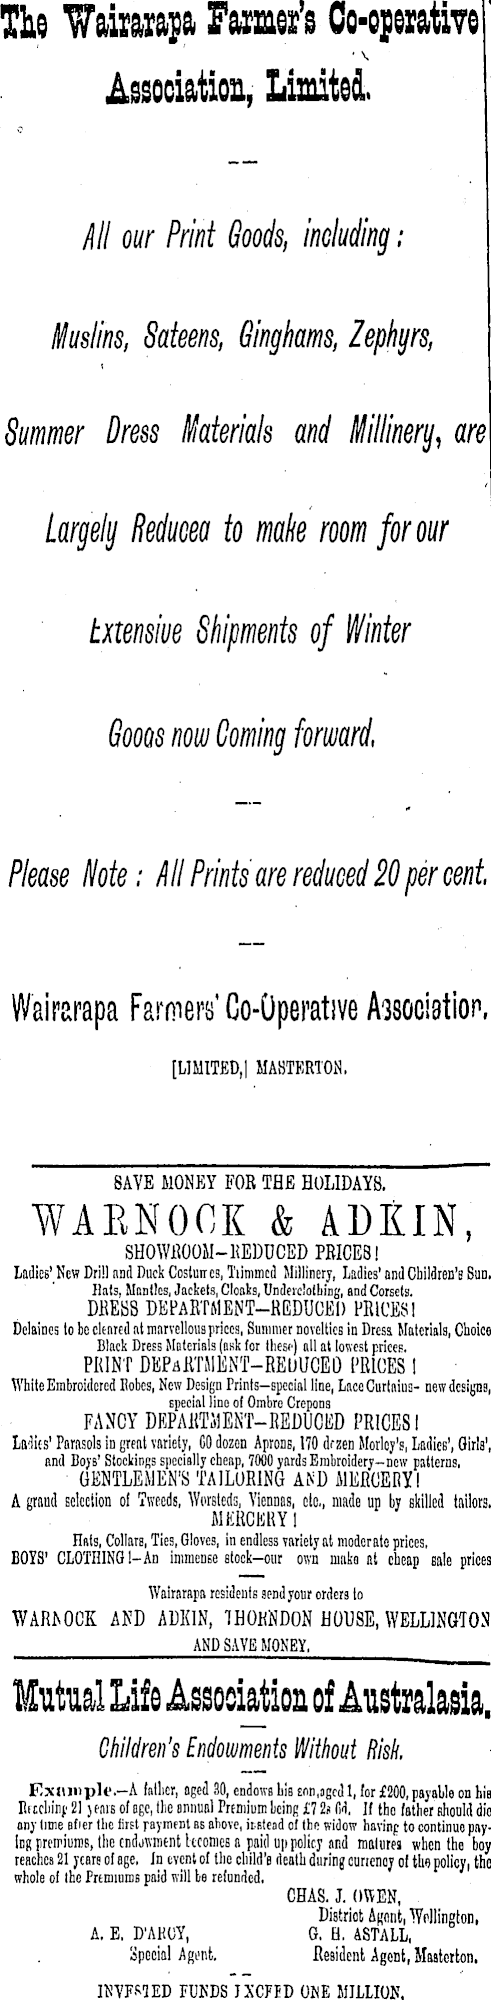 The Wairarapa Farmer's Co-operative
Association, Limited.
All our Print Goods, including :
Muslins, Sateens, Ginghams, Zephyrs,
Summer Dress Materials and Millinery, are
Largely Reduced to make room for our
Extensive Shipments of Winter
Goods now Coming forward.
Please Note : All Prints are reduced 20 per cent.
Wairarapa Farmers' Co-Operative Association.
[LIMITED,] MASTERTON.
SAVE MONEY FOR THE HOLIDAYS.
WARNOCK & ADKIN,
SHOWROOM—REDUCED PRICES!
Ladies' New Drill and Duck Costumes, Trimmed Millinery, Ladies' and Children's Sun.
Hats, Mantles, Jackets, Cloaks, Underclothing, and Corsets.
DRESS DEPARTMENT—REDUCED PRICES!
Delaines to be cleared at marvellous prices, Summer novelties in Dress Materials, Choice
Black Dress Materials (ask for these) all at lowest prices.
PRINT DEPARTMENT—REDUCED PRICES !
White Embroidered Robes, New Design Prints—special line, Lace Curtains- new designs,
special line of Ombre Crepons
FANCY DEPARTMENT—REDUCED PRICES!
Ladies' Parasols in great variety, 60 dozen Aprons, 170 dozen Morley's, Ladies', Girls',
and Boys' Stockings specially cheap, 7000 yards Embroidery—new patterns.
GENTLEMEN'S TAILORING AND MERCERY!
A grand selection of Tweeds, Worsteds, Viennas, etc., made up by skilled tailors.
MERCERY !
Hats, Collars, Ties, Gloves, in endless variety at moderate prices.
BOYS' CLOTHING!—An immense stock—our own make at cheap sale prices
Wairarapa residents send your orders to
WARNOCK AND ADKIN, THORNDON HOUSE, WELLINGTON
AND SAVE MONEY.
Mutual Life Association of Australasia.
Children's Endowments Without Risk.
Example.—A father, aged 30, endows his son, aged 1, for £200, payable on his
Reaching 21 years of age, the annual Premium being £7 2s 6d. If the father should die
any time after the first payment as above, instead of the widow having to continue pay-
ing premiums, the endowment becomes a paid up policy and matures when the boy
reaches 21 years of age. In event of the child's death during currency of the policy, the
whole of the Premiums paid will be refunded.
CHAS. J. OWEN,
District Agent, Wellington,
A. E. D'ARCY,
Special Agent.
G. H. ASTALL,
Resident Agent, Masterton.
INVESTED FUNDS EXCEED ONE MILLION.